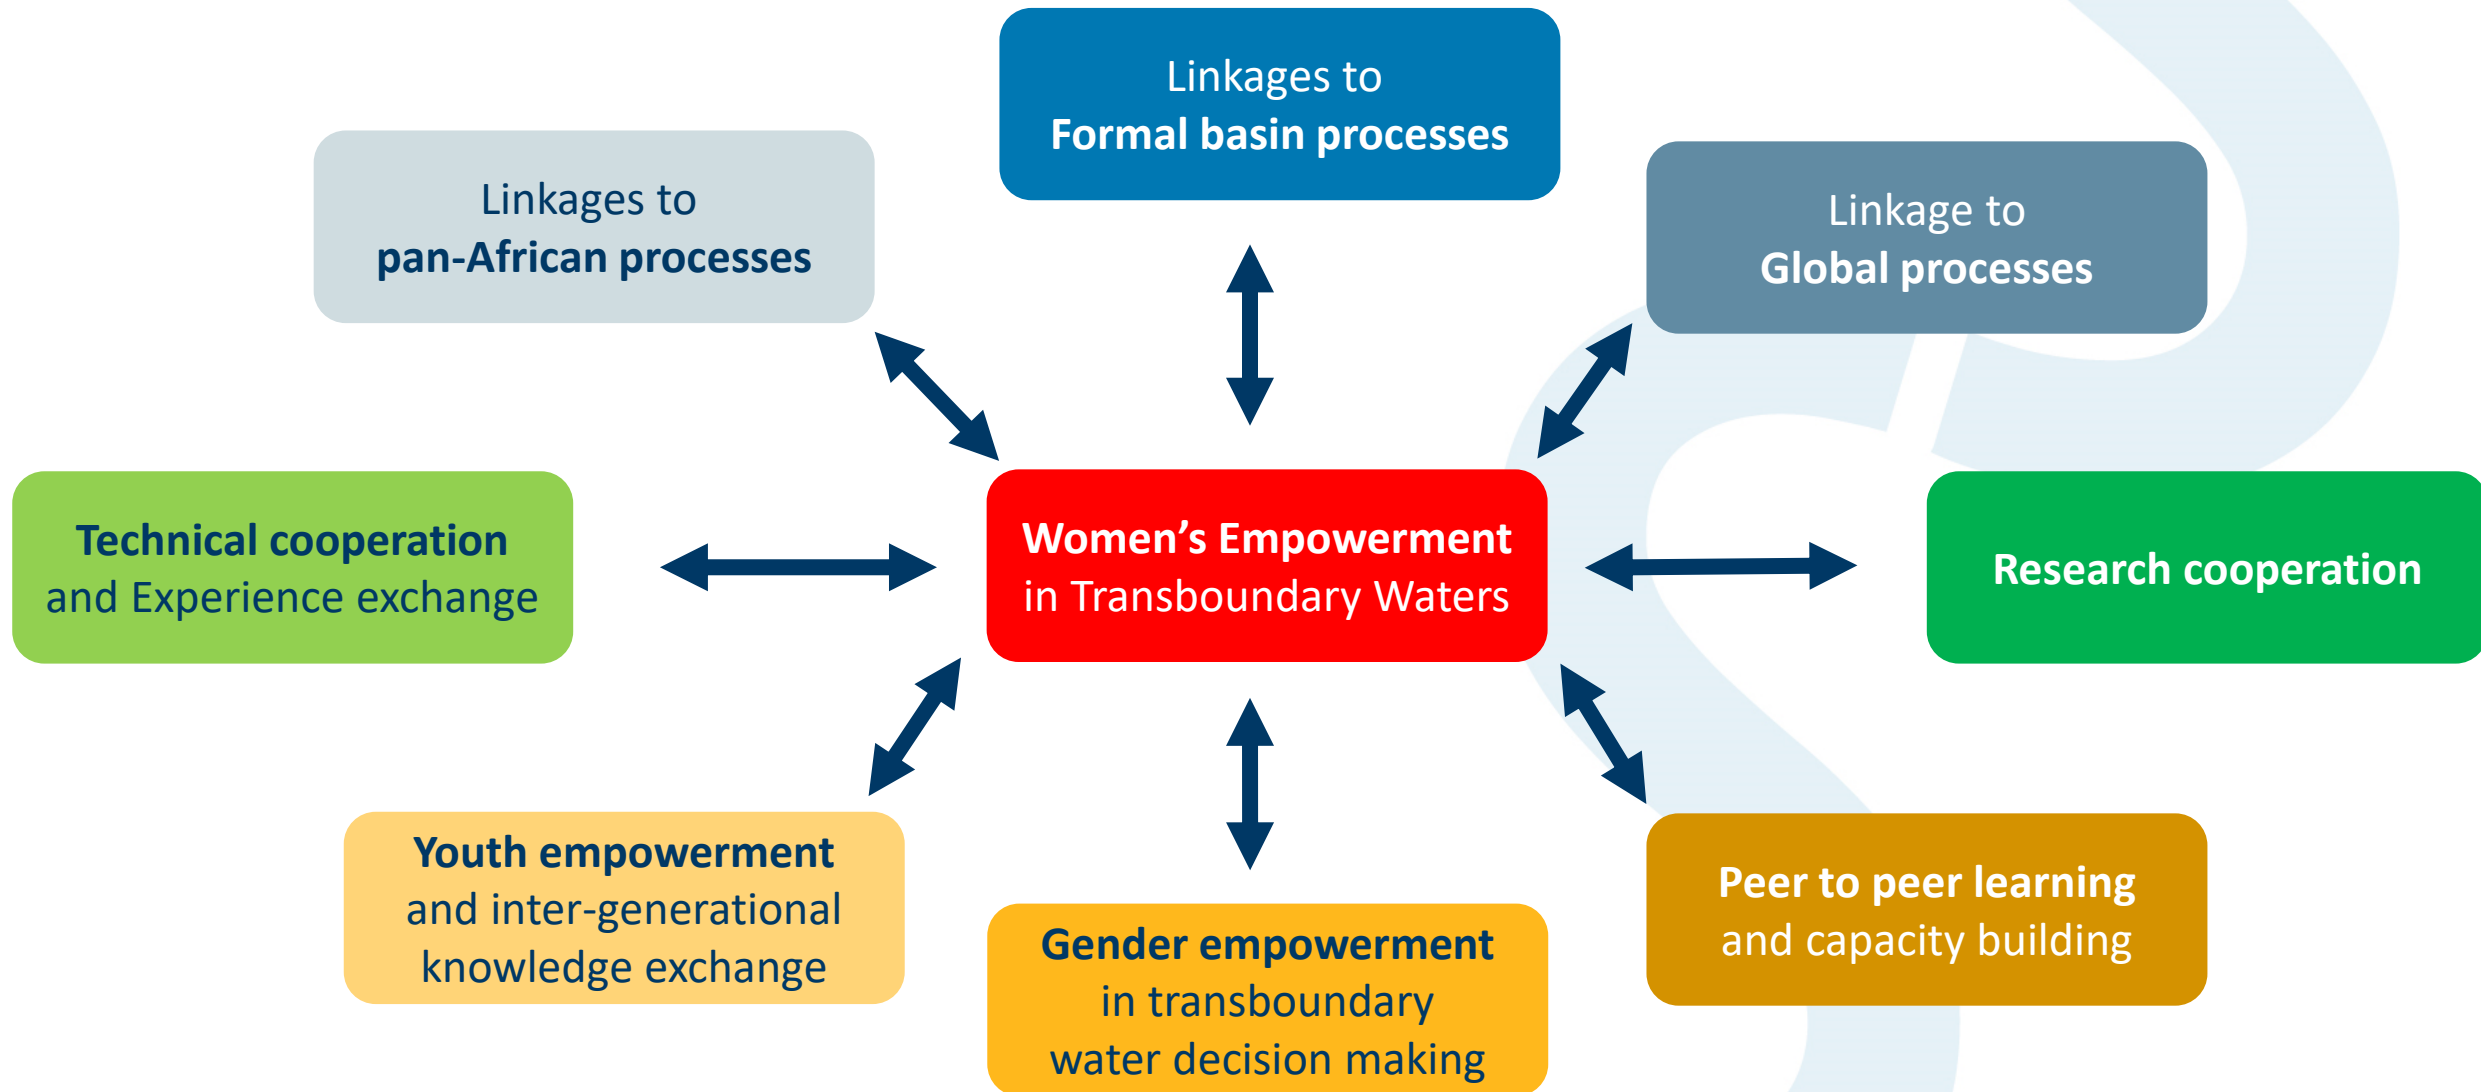 Linkages to
Formal basin processes
Linkages to
pan-African processes
Linkage to
Global processes
Technical cooperation
and Experience exchange
Women’s Empowerment
in Transboundary Waters
Research cooperation
Youth empowerment
and inter-generational
knowledge exchange
Gender empowerment
in transboundary
water decision making
Peer to peer learning
and capacity building